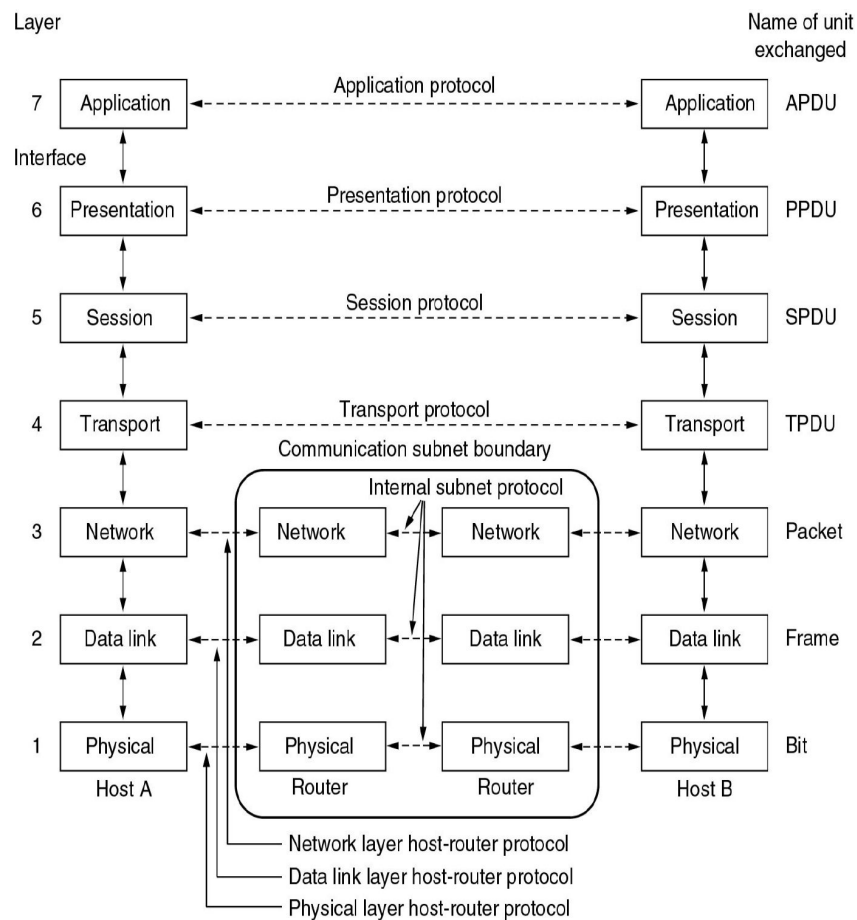 Layer
Name of unit
exchanged
Application protocol
7
Application
Application
APDU
Interface
Presentation protocol
6
Presentation
Presentation
PPDU
Session protocol
5
Session
Session
SPDU
Transport protocol
4
Transport
Transport
TPDU
Communication subnet boundary
Internal subnet protocol
3
Network
Network
Network
Network
Packet
2
Data link
Data link
Data link
Data link
Frame
1
Physical
Physical
Physical
Physical
Bit
Host A
Router
Router
Host B
Network layer host-router protocol
Data link layer host-router protocol
Physical layer host-router protocol